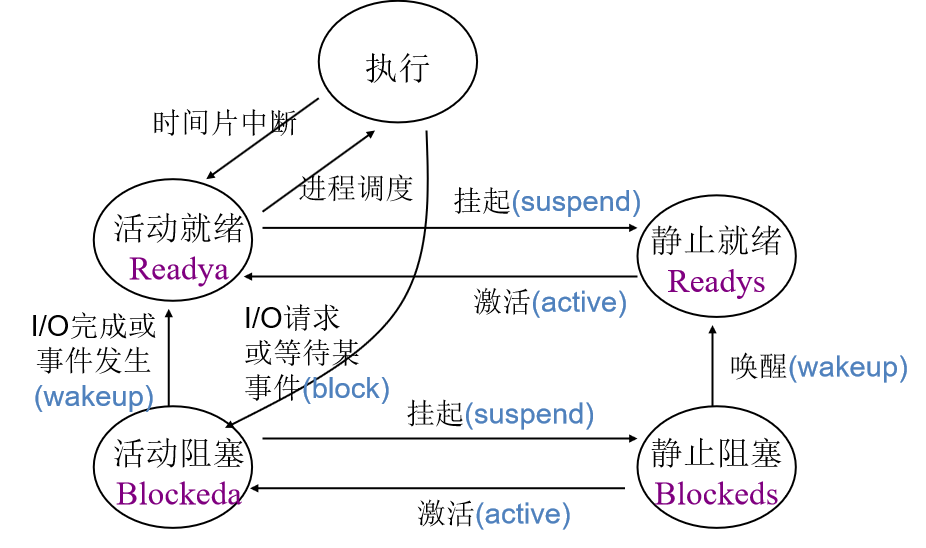 执行
时间片中断
进程调度
挂起(suspend)
活动就绪
Readya
静止就绪
Readys
激活(active)
I/O完成或
事件发生
(wakeup)
I/O请求
或等待某
事件(block)
唤醒(wakeup)
挂起(suspend)
活动阻塞
Blockeda
静止阻塞
Blockeds
激活(active)